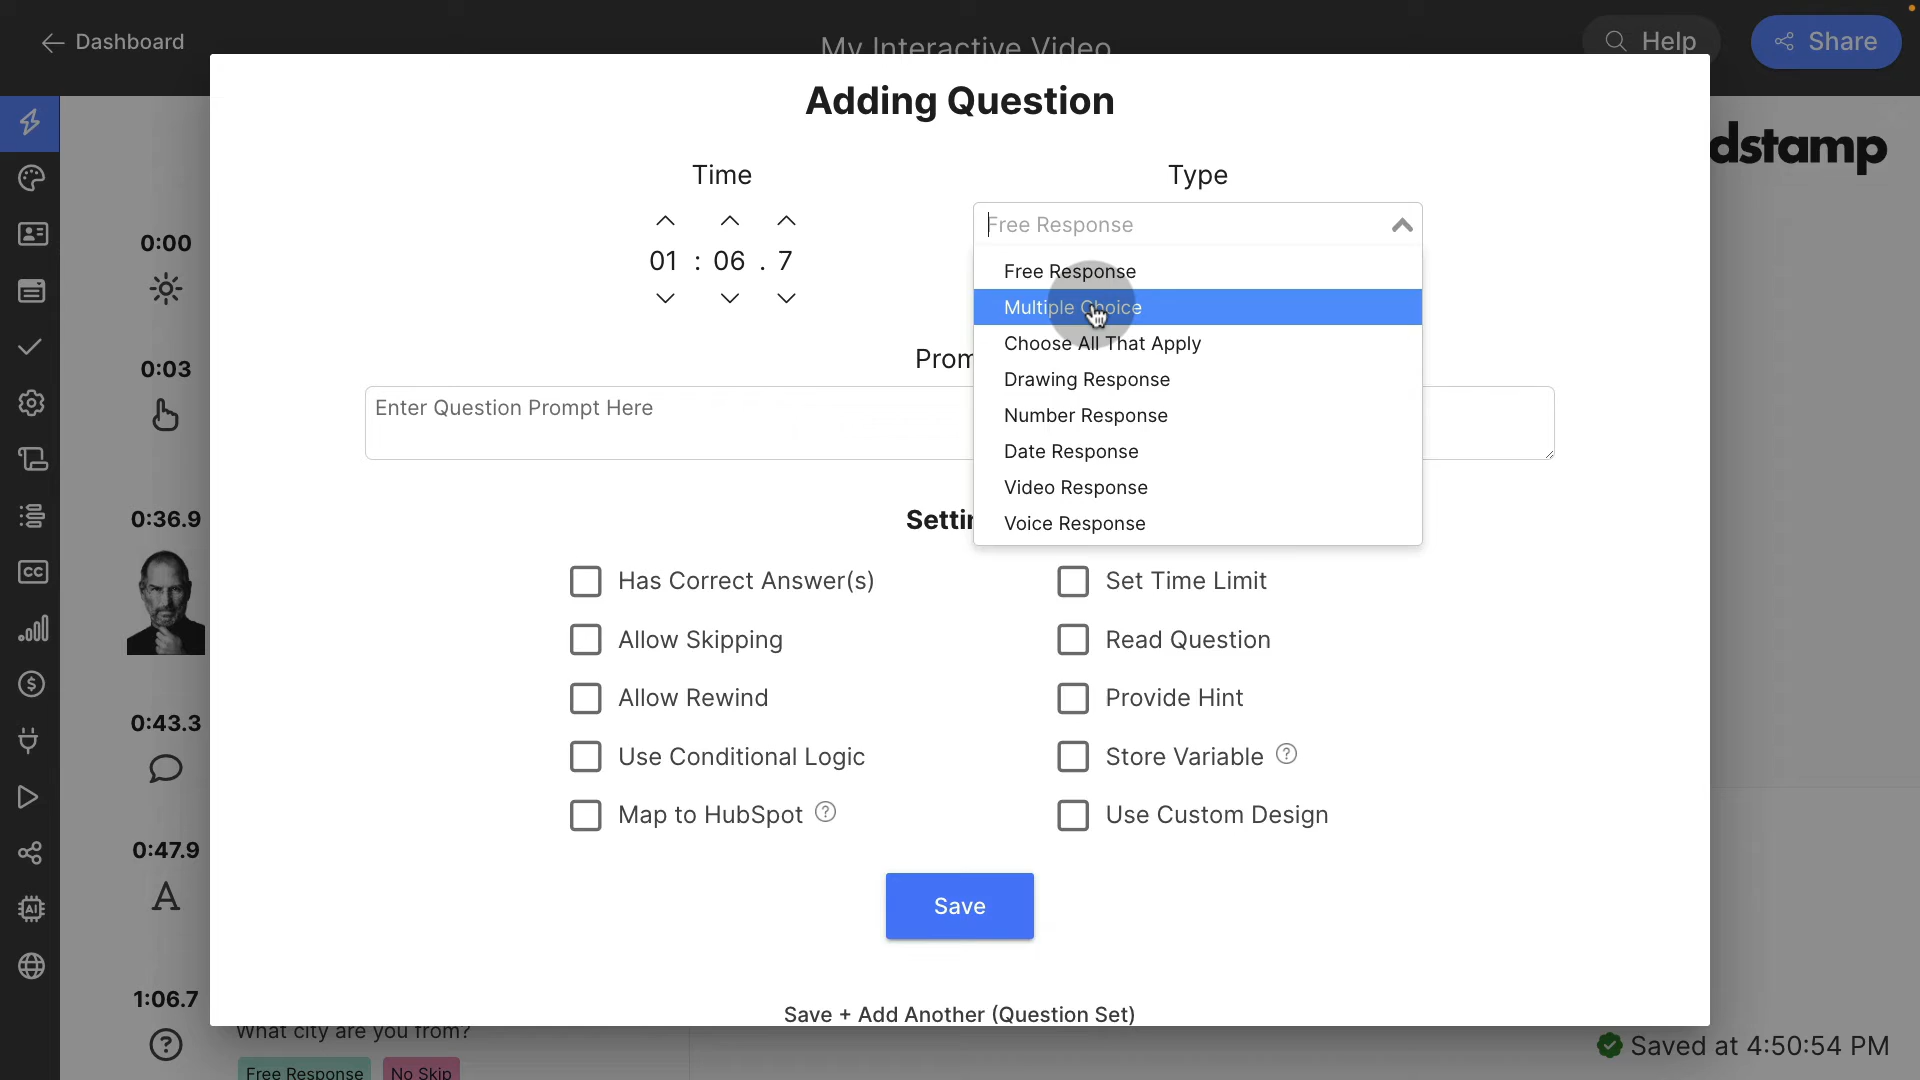 Dashboard
My Interactive Video
Help
Share
dstamp
Adding Question
Time
Type
01 : 06 . 7
Free Response
Free Response
Multiple Choice
Choose All That Apply
Drawing Response
Number Response
Date Response
Video Response
Voice Response
Prom
Enter Question Prompt Here
Settin
Has Correct Answer(s)
Set Time Limit
Allow Skipping
Read Question
Allow Rewind
Provide Hint
Use Conditional Logic
Store Variable ?
Map to HubSpot ?
Use Custom Design
Save
Save + Add Another (Question Set)
0:00
0:03
0:36.9
0:43.3
0:47.9
A
1:06.7
?
What city are you from?
Free Response
No Skip
CC
$
AI
Saved at 4:50:54 PM